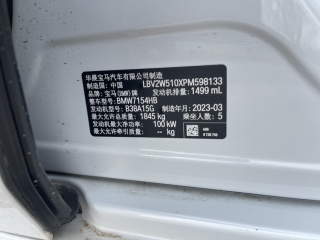 华晨宝马汽车有限公司制造
制造国：中国 LBV2W510XPM598133
品牌：宝马(BMW)牌 发动机排量：1499 mL
整车型号：BMW7154HB
发动机型号：B38A15G 制造年月：2023-03
最大允许总质量：1845 kg 乘坐人数：5
发动机最大净功率：100 kW
最大允许牵引质量：-- kg